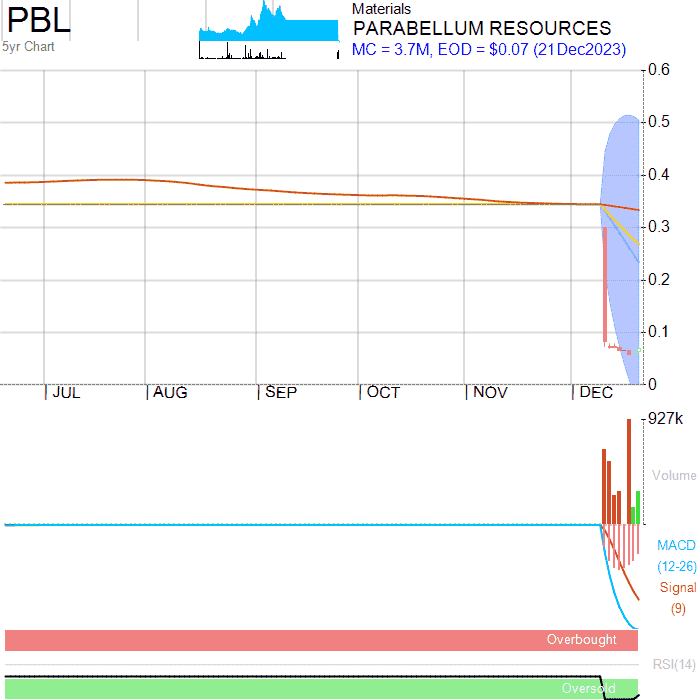 PBL
5yr Chart
Materials
PARABELLUM RESOURCES
MC = 3.7M, EOD = $0.07 (21Dec2023)
0.6
0.5
0.4
0.3
0.2
0.1
0
JUL AUG SEP OCT NOV DEC
927k
Volume
MACD
(12-26)
Signal
(9)
Overbought
RSI(14)
Oversold